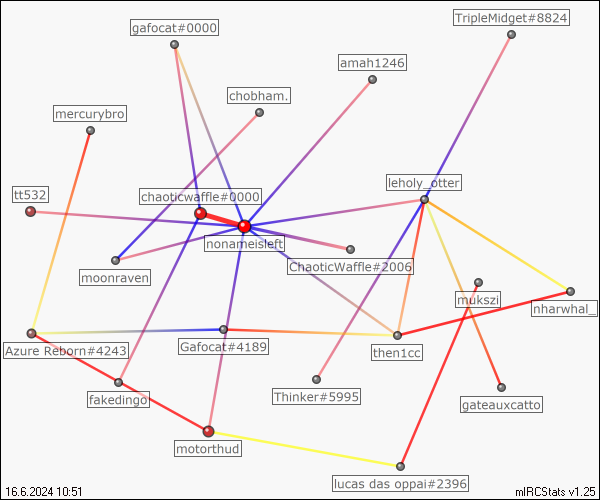 TripleMidget#8824
gafocat#0000
amah1246
chobham.
mercurybro
leholy_otter
tt532
chaoticwaffle#0000
nonameisleft
ChaoticWaffle#2006
moonraven
mukszi
nharwhal_
Azure Reborn#4243
Gafocat#4189
then1cc
fakedingo
Thinker#5995
gateauxcatto
motorthud
lucas das oppai#2396
16.6.2024 10:51
mIRCStats v1.25